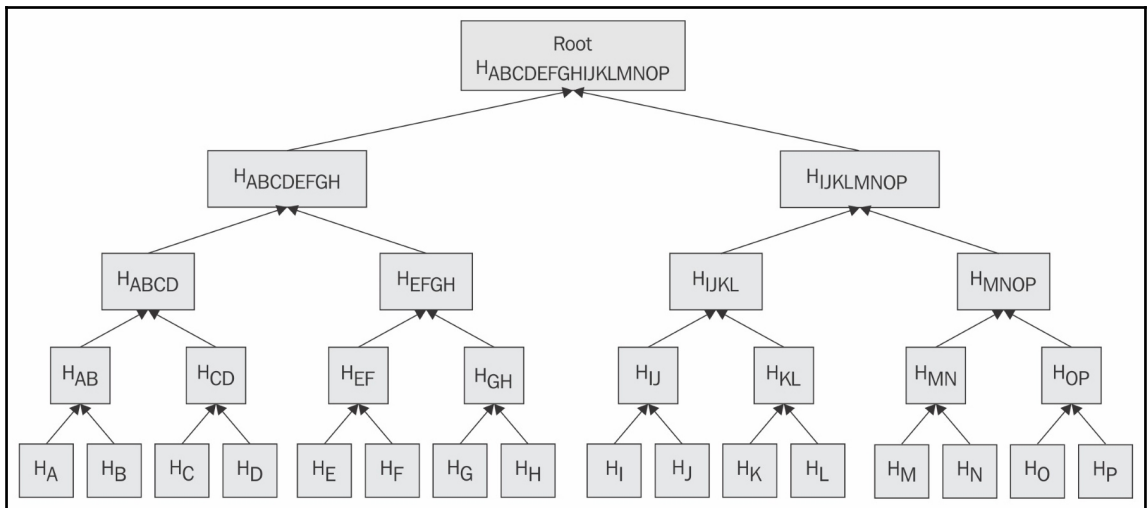 Root
HABCDEFGHIJKLMNOP
HABCDEFGH
HIJKLMNOP
HABCD
HEFGH
HIJKL
HMNOP
HAB
HCD
HEF
HGH
HIJ
HKL
HMN
HOP
HA
HB
HC
HD
HE
HF
HG
HH
HI
HJ
HK
HL
HM
HN
HO
HP